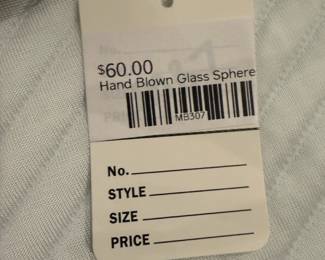 $60.00
Hand Blown Glass Sphere
MB307
No.
STYLE
SIZE
PRICE